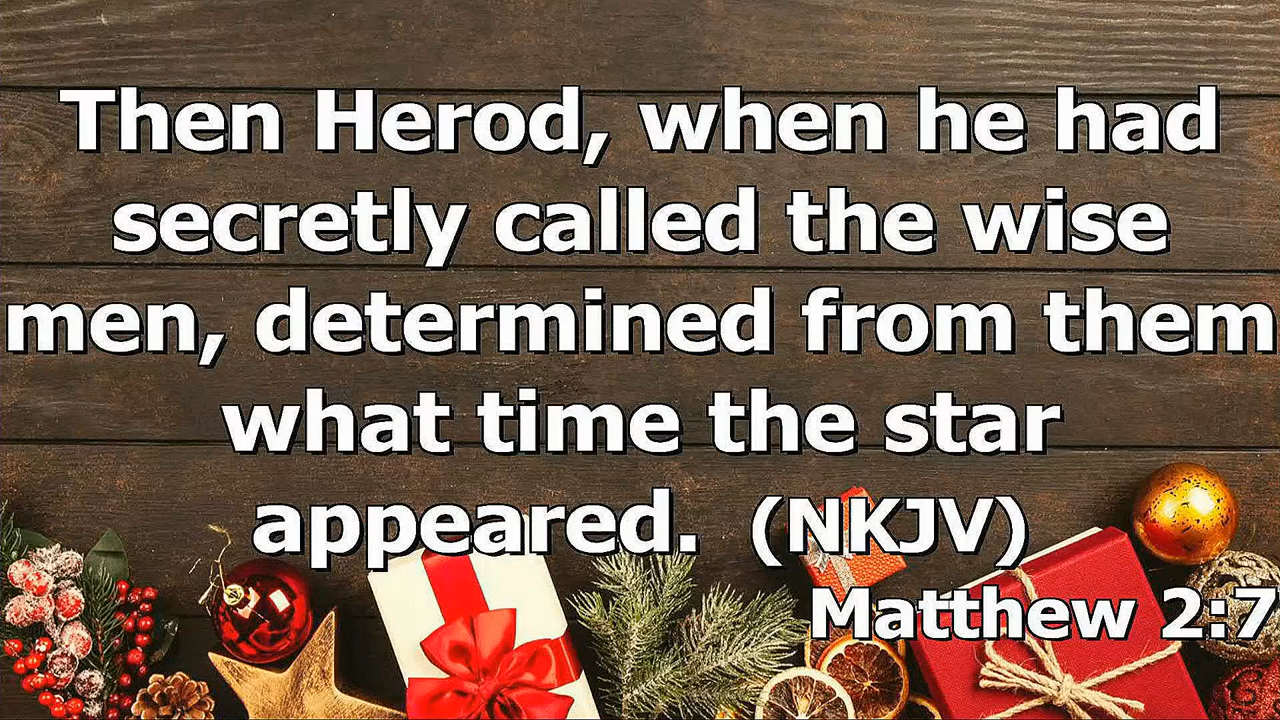 Then Herod, when he had
secretly called the wise
men, determined from them
what time the star
appeared. (NKJV)
Matthew 2:7